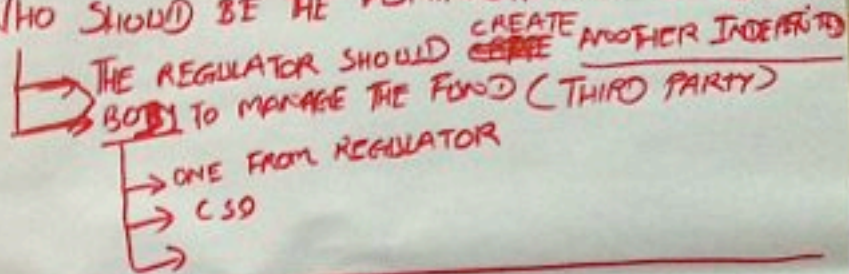 WHO SHOULD BE THE
THE REGULATOR SHOULD CREATE ANOTHER INDEPENTED
BODY TO MANAGE THE FUND (THIRD PARTY)
ONE FROM REGULATOR
CSO